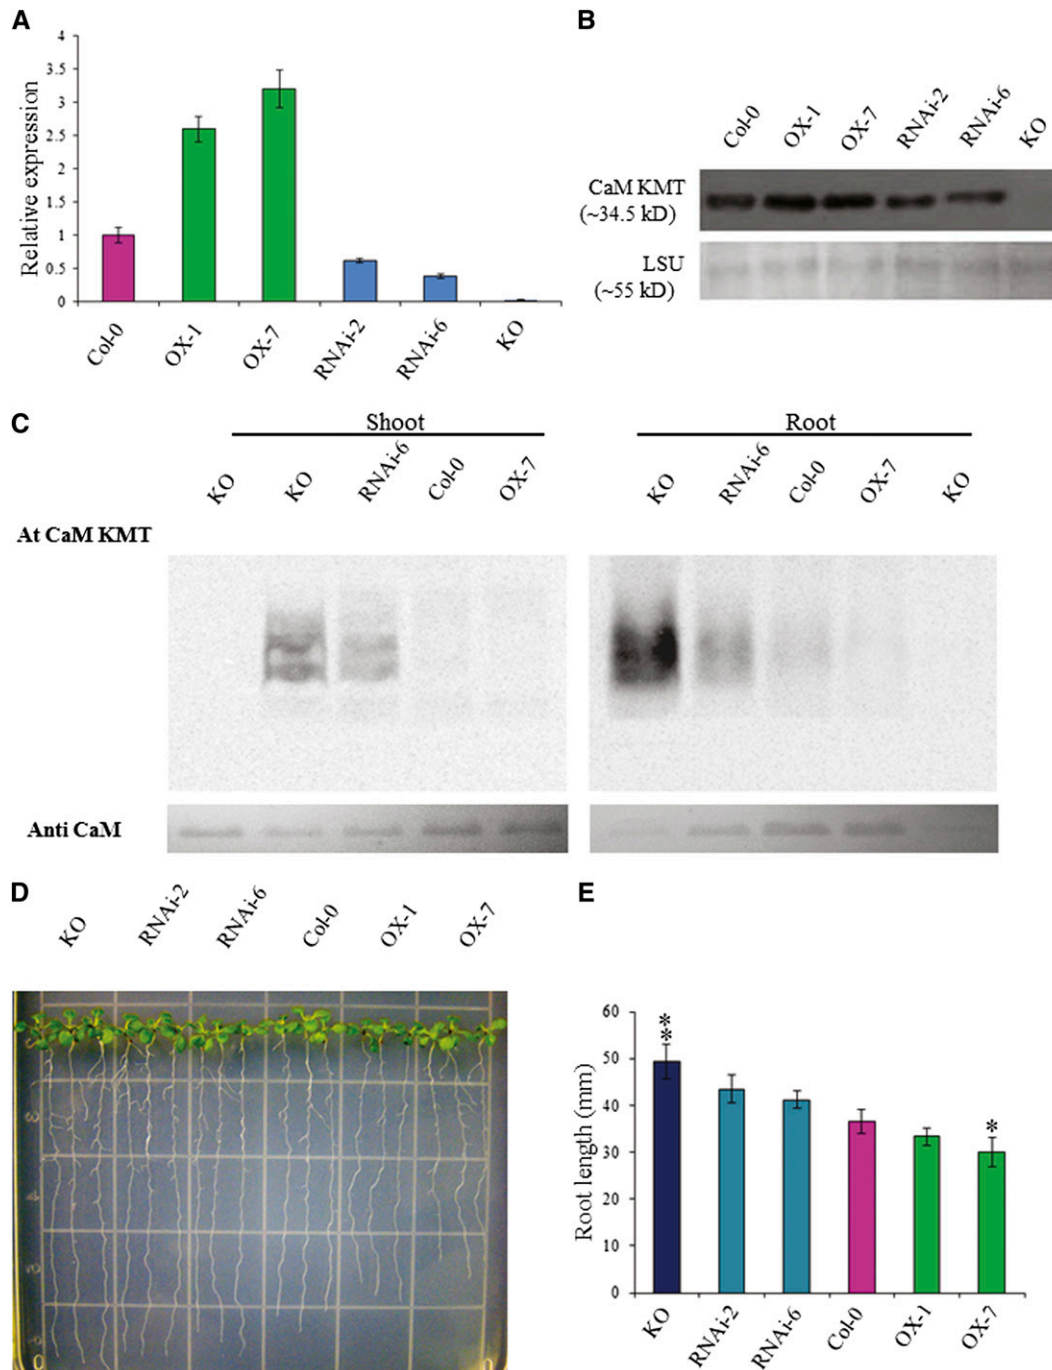 A
Relative expression
4
3.5
3
2.5
2
1.5
1
0.5
0
Col-0
OX-1
OX-7
RNAi-2
RNAi-6
KO
B
Col-0
OX-1
OX-7
RNAi-2
RNAi-6
KO
CaM KMT
(~34.5 kD)
LSU
(~55 kD)
C
Shoot
Root
KO
KO
RNAi-6
Col-0
OX-7
KO
RNAi-6
Col-0
OX-7
KO
At CaM KMT
Anti CaM
D
KO
RNAi-2
RNAi-6
Col-0
OX-1
OX-7
E
Root length (mm)
60
50
40
30
20
10
0
**
*
KO
RNAi-2
RNAi-6
Col-0
OX-1
OX-7